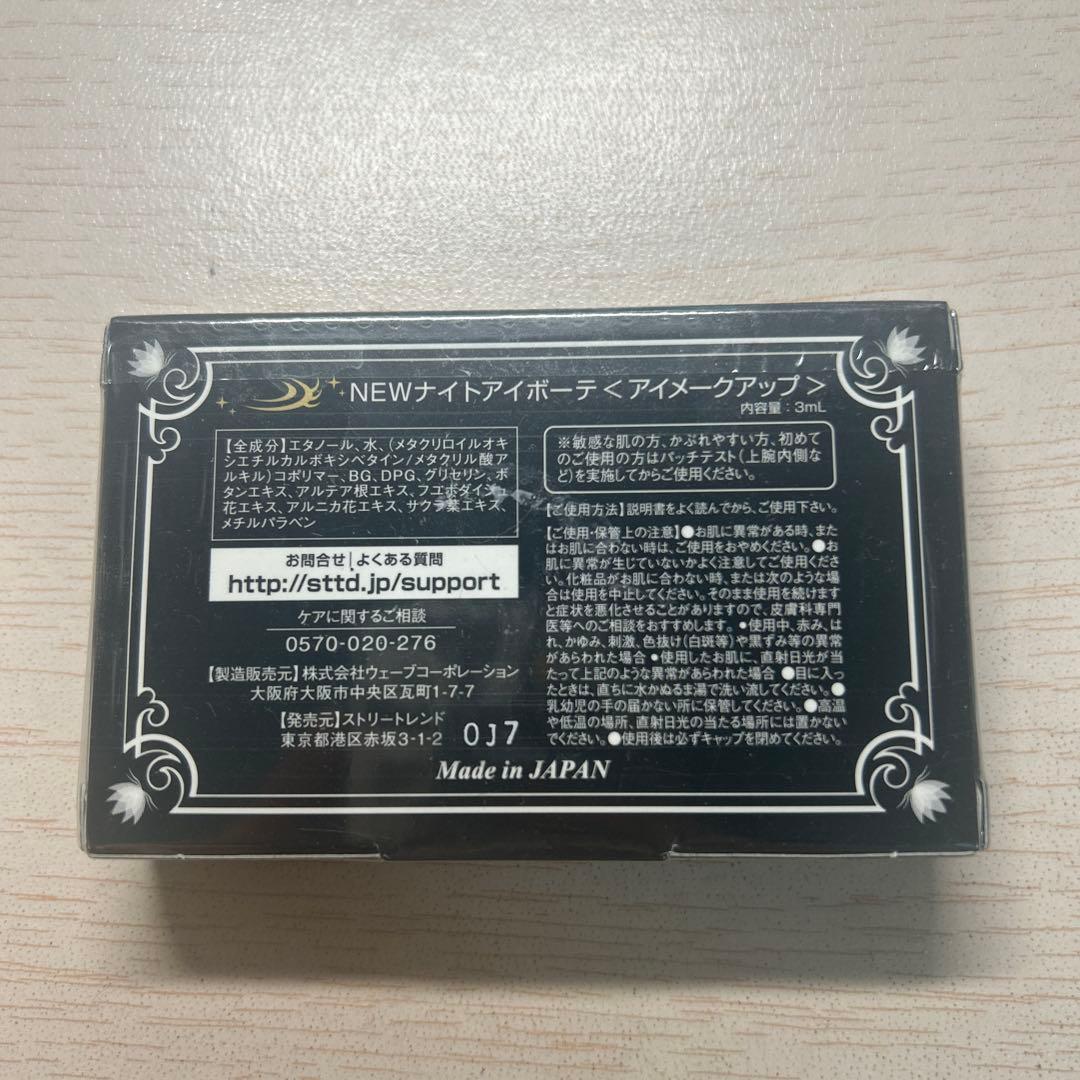 NEWナイトアイボーテ＜アイメークアップ＞
内容量：3mL
【全成分】エタノール、水、（メタクリロイルオキ
シエチルカルボキシベタイン/メタクリル酸ア
ルキル）コポリマー、BG、DPG、グリセリン、ボ
タンエキス、アルテア根エキス、フユボダイジュ
花エキス、アルニカ花エキス、サクラ葉エキス、
メチルパラベン
お問合せ|よくある質問
http://sttd.jp/support
ケアに関するご相談
0570-020-276
【製造販売元】株式会社ウェーブコーポレーション
大阪府大阪市中央区瓦町1-7-7
【発売元】ストリートレンド
東京都港区赤坂3-1-2
0J7
※敏感な肌の方、かぶれやすい方、初めて
のご使用の方はパッチテスト（上腕内側な
ど）を実施してからご使用ください。
【ご使用方法】説明書をよく読んでから、ご使用下さい。
【ご使用・保管上の注意】●お肌に異常がある時、また
はお肌に合わない時は、ご使用をおやめください。●お
肌に異常が生じていないかよく注意してご使用くださ
い。化粧品がお肌に合わない時、または次のような場
合は使用を中止してください。そのまま使用を続けます
と症状を悪化させることがありますので、皮膚科専門
医等へのご相談をおすすめします。•使用中、赤み、は
れ、かゆみ、刺激、色抜け（白斑等）や黒ずみ等の異常
があらわれた場合•使用したお肌に、直射日光が当
たって上記のような異常があらわれた場合 ●目に入っ
たときは、直ちに水かぬるま湯で洗い流してください。●
乳幼児の手の届かない所に保管してください。●高温
や低温の場所、直射日光の当たる場所には置かない
でください。●使用後は必ずキャップを閉めてください。
Made in JAPAN